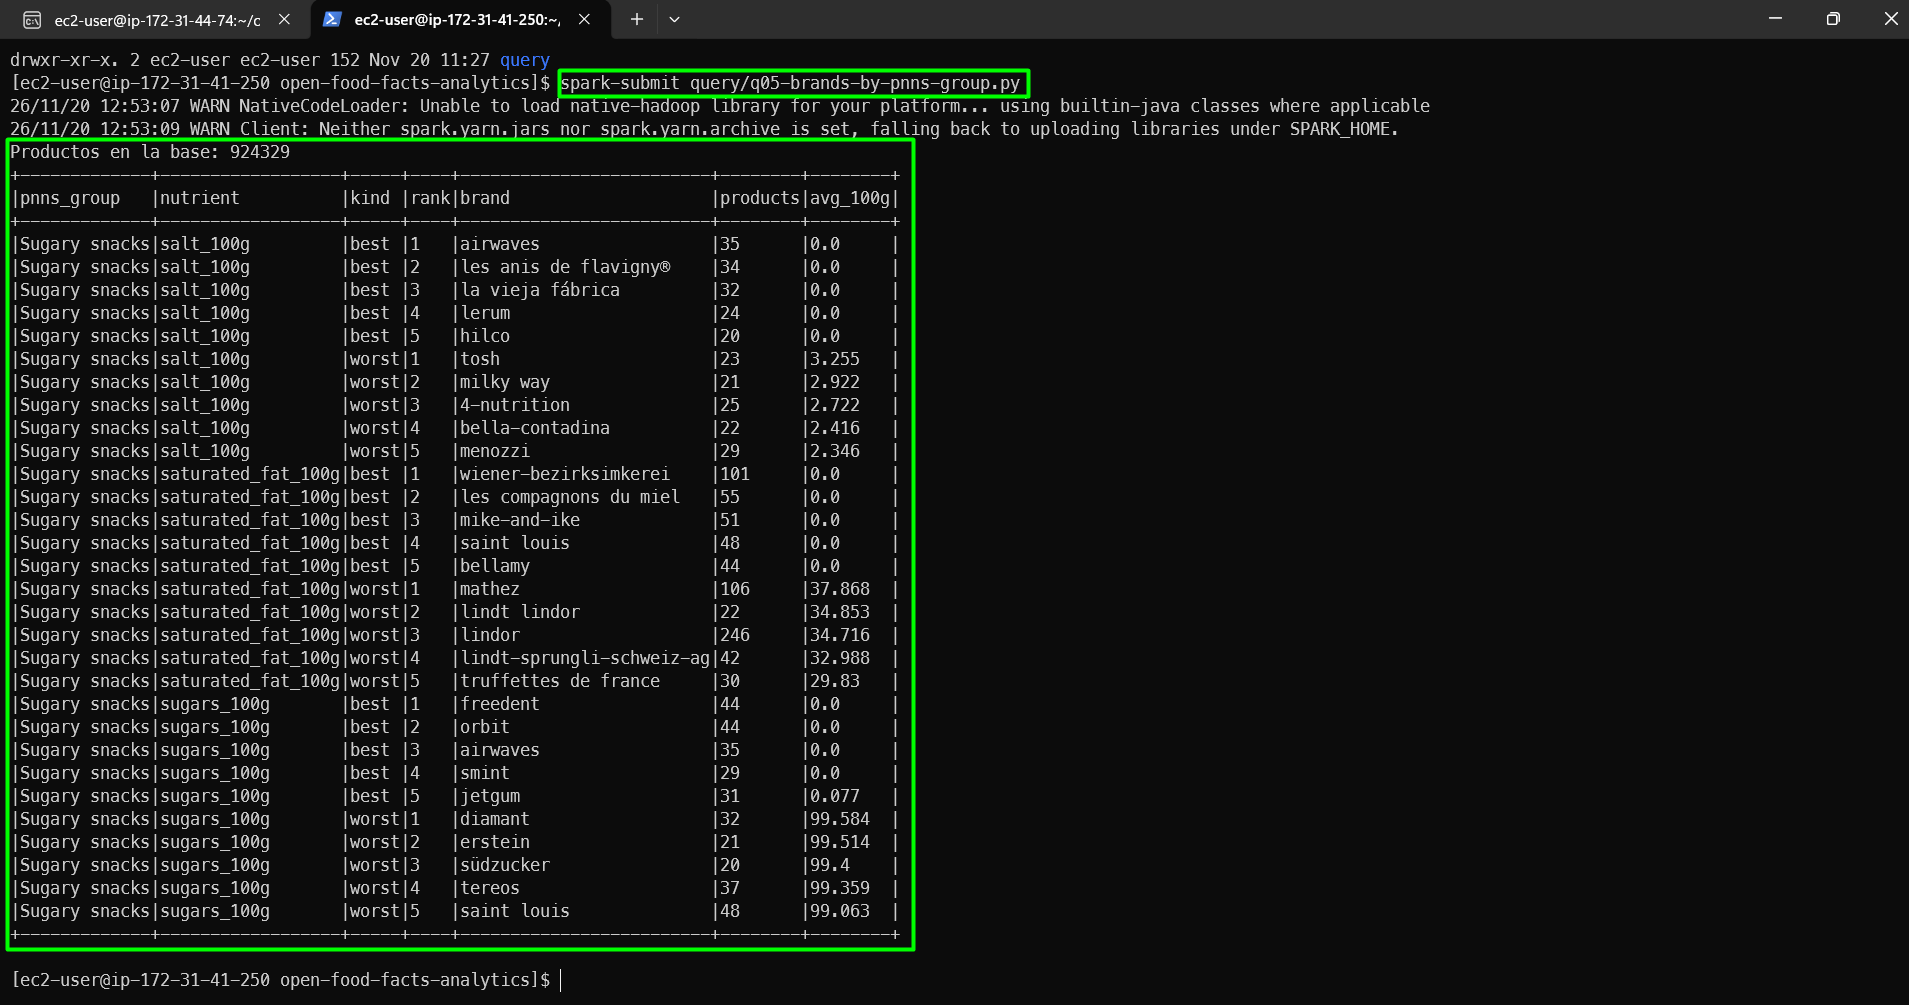 ec2-user@ip-172-31-44-74:~/c
ec2-user@ip-172-31-41-250:~/
drwxr-xr-x. 2 ec2-user ec2-user 152 Nov 20 11:27 query
[ec2-user@ip-172-31-41-250 open-food-facts-analytics]$ spark-submit query/q05-brands-by-pnns-group.py
26/11/20 12:53:07 WARN NativeCodeLoader: Unable to load native-hadoop library for your platform... using builtin-java classes where applicable
26/11/20 12:53:09 WARN Client: Neither spark.yarn.jars nor spark.yarn.archive is set, falling back to uploading libraries under SPARK_HOME.
Productos en la base: 924329
+-------------+------------------+-----+----+-------------------------+--------+--------+
|pnns_group   |nutrient          |kind |rank|brand                    |products|avg_100g|
+-------------+------------------+-----+----+-------------------------+--------+--------+
|Sugary snacks|salt_100g         |best |1   |airwaves                 |35      |0.0     |
|Sugary snacks|salt_100g         |best |2   |les anis de flavigny®    |34      |0.0     |
|Sugary snacks|salt_100g         |best |3   |la vieja fábrica         |32      |0.0     |
|Sugary snacks|salt_100g         |best |4   |lerum                    |24      |0.0     |
|Sugary snacks|salt_100g         |best |5   |hilco                    |20      |0.0     |
|Sugary snacks|salt_100g         |worst|1   |tosh                     |23      |3.255   |
|Sugary snacks|salt_100g         |worst|2   |milky way                |21      |2.922   |
|Sugary snacks|salt_100g         |worst|3   |4-nutrition              |25      |2.722   |
|Sugary snacks|salt_100g         |worst|4   |bella-contadina          |22      |2.416   |
|Sugary snacks|salt_100g         |worst|5   |menozzi                  |29      |2.346   |
|Sugary snacks|saturated_fat_100g|best |1   |wiener-bezirksimkerei    |101     |0.0     |
|Sugary snacks|saturated_fat_100g|best |2   |les compagnons du miel   |55      |0.0     |
|Sugary snacks|saturated_fat_100g|best |3   |mike-and-ike             |51      |0.0     |
|Sugary snacks|saturated_fat_100g|best |4   |saint louis              |48      |0.0     |
|Sugary snacks|saturated_fat_100g|best |5   |bellamy                  |44      |0.0     |
|Sugary snacks|saturated_fat_100g|worst|1   |mathez                   |106     |37.868  |
|Sugary snacks|saturated_fat_100g|worst|2   |lindt lindor             |22      |34.853  |
|Sugary snacks|saturated_fat_100g|worst|3   |lindor                   |246     |34.716  |
|Sugary snacks|saturated_fat_100g|worst|4   |lindt-sprungli-schweiz-ag|42      |32.988  |
|Sugary snacks|saturated_fat_100g|worst|5   |truffettes de france     |30      |29.83   |
|Sugary snacks|sugars_100g       |best |1   |freedent                 |44      |0.0     |
|Sugary snacks|sugars_100g       |best |2   |orbit                    |44      |0.0     |
|Sugary snacks|sugars_100g       |best |3   |airwaves                 |35      |0.0     |
|Sugary snacks|sugars_100g       |best |4   |smint                    |29      |0.0     |
|Sugary snacks|sugars_100g       |best |5   |jetgum                   |31      |0.077   |
|Sugary snacks|sugars_100g       |worst|1   |diamant                  |32      |99.584  |
|Sugary snacks|sugars_100g       |worst|2   |erstein                  |21      |99.514  |
|Sugary snacks|sugars_100g       |worst|3   |südzucker                |20      |99.4    |
|Sugary snacks|sugars_100g       |worst|4   |tereos                   |37      |99.359  |
|Sugary snacks|sugars_100g       |worst|5   |saint louis              |48      |99.063  |
+-------------+------------------+-----+----+-------------------------+--------+--------+
[ec2-user@ip-172-31-41-250 open-food-facts-analytics]$